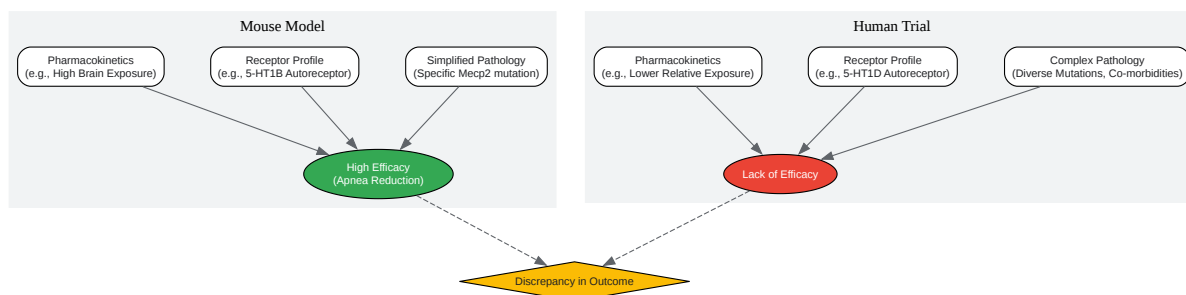 Mouse Model
Human Trial
Pharmacokinetics
(e.g., High Brain Exposure)
Receptor Profile
(e.g., 5-HT1B Autoreceptor)
Simplified Pathology
(Specific Mecp2 mutation)
Pharmacokinetics
(e.g., Lower Relative Exposure)
Receptor Profile
(e.g., 5-HT1D Autoreceptor)
Complex Pathology
(Diverse Mutations, Co-morbidities)
High Efficacy
(Apnea Reduction)
Lack of Efficacy
Discrepancy in Outcome